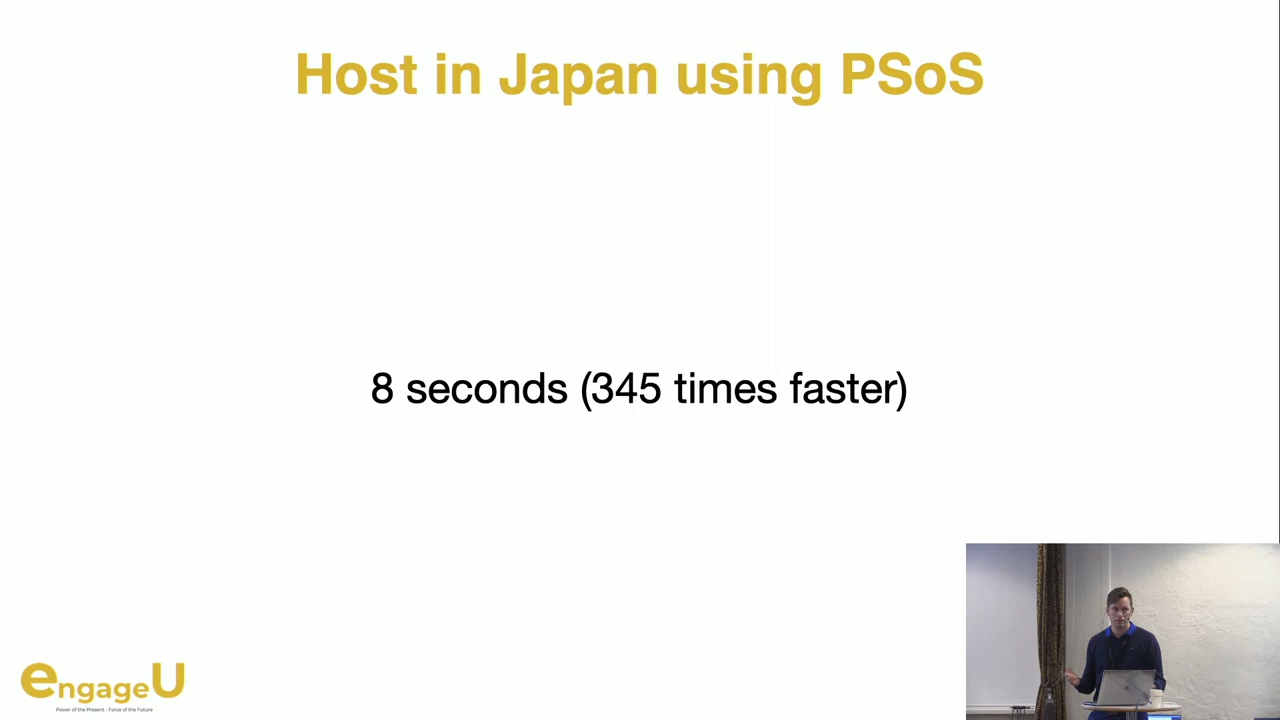 Host in Japan using PSoS
8 seconds (345 times faster)
engageU
Power of the Present - Force of the Future